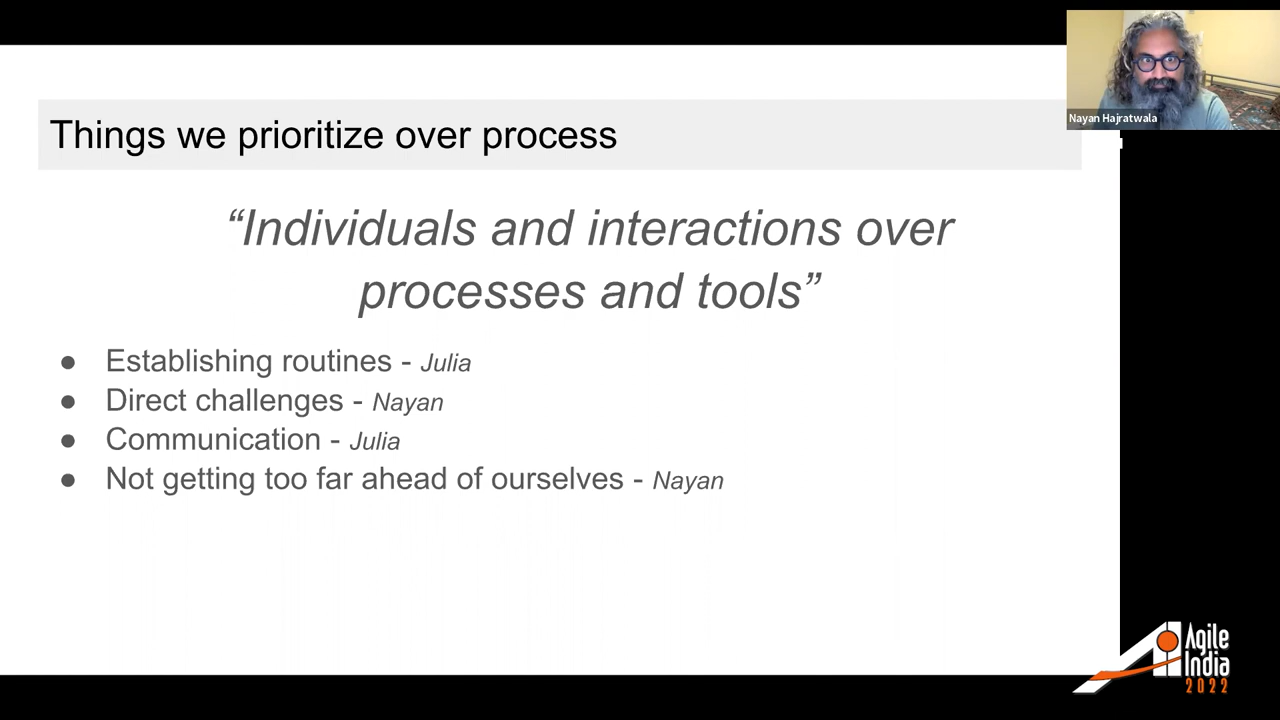 Nayan Hajratwala
Things we prioritize over process
“Individuals and interactions over
processes and tools”
● Establishing routines - Julia
● Direct challenges - Nayan
● Communication - Julia
● Not getting too far ahead of ourselves - Nayan
Agile
India
2022